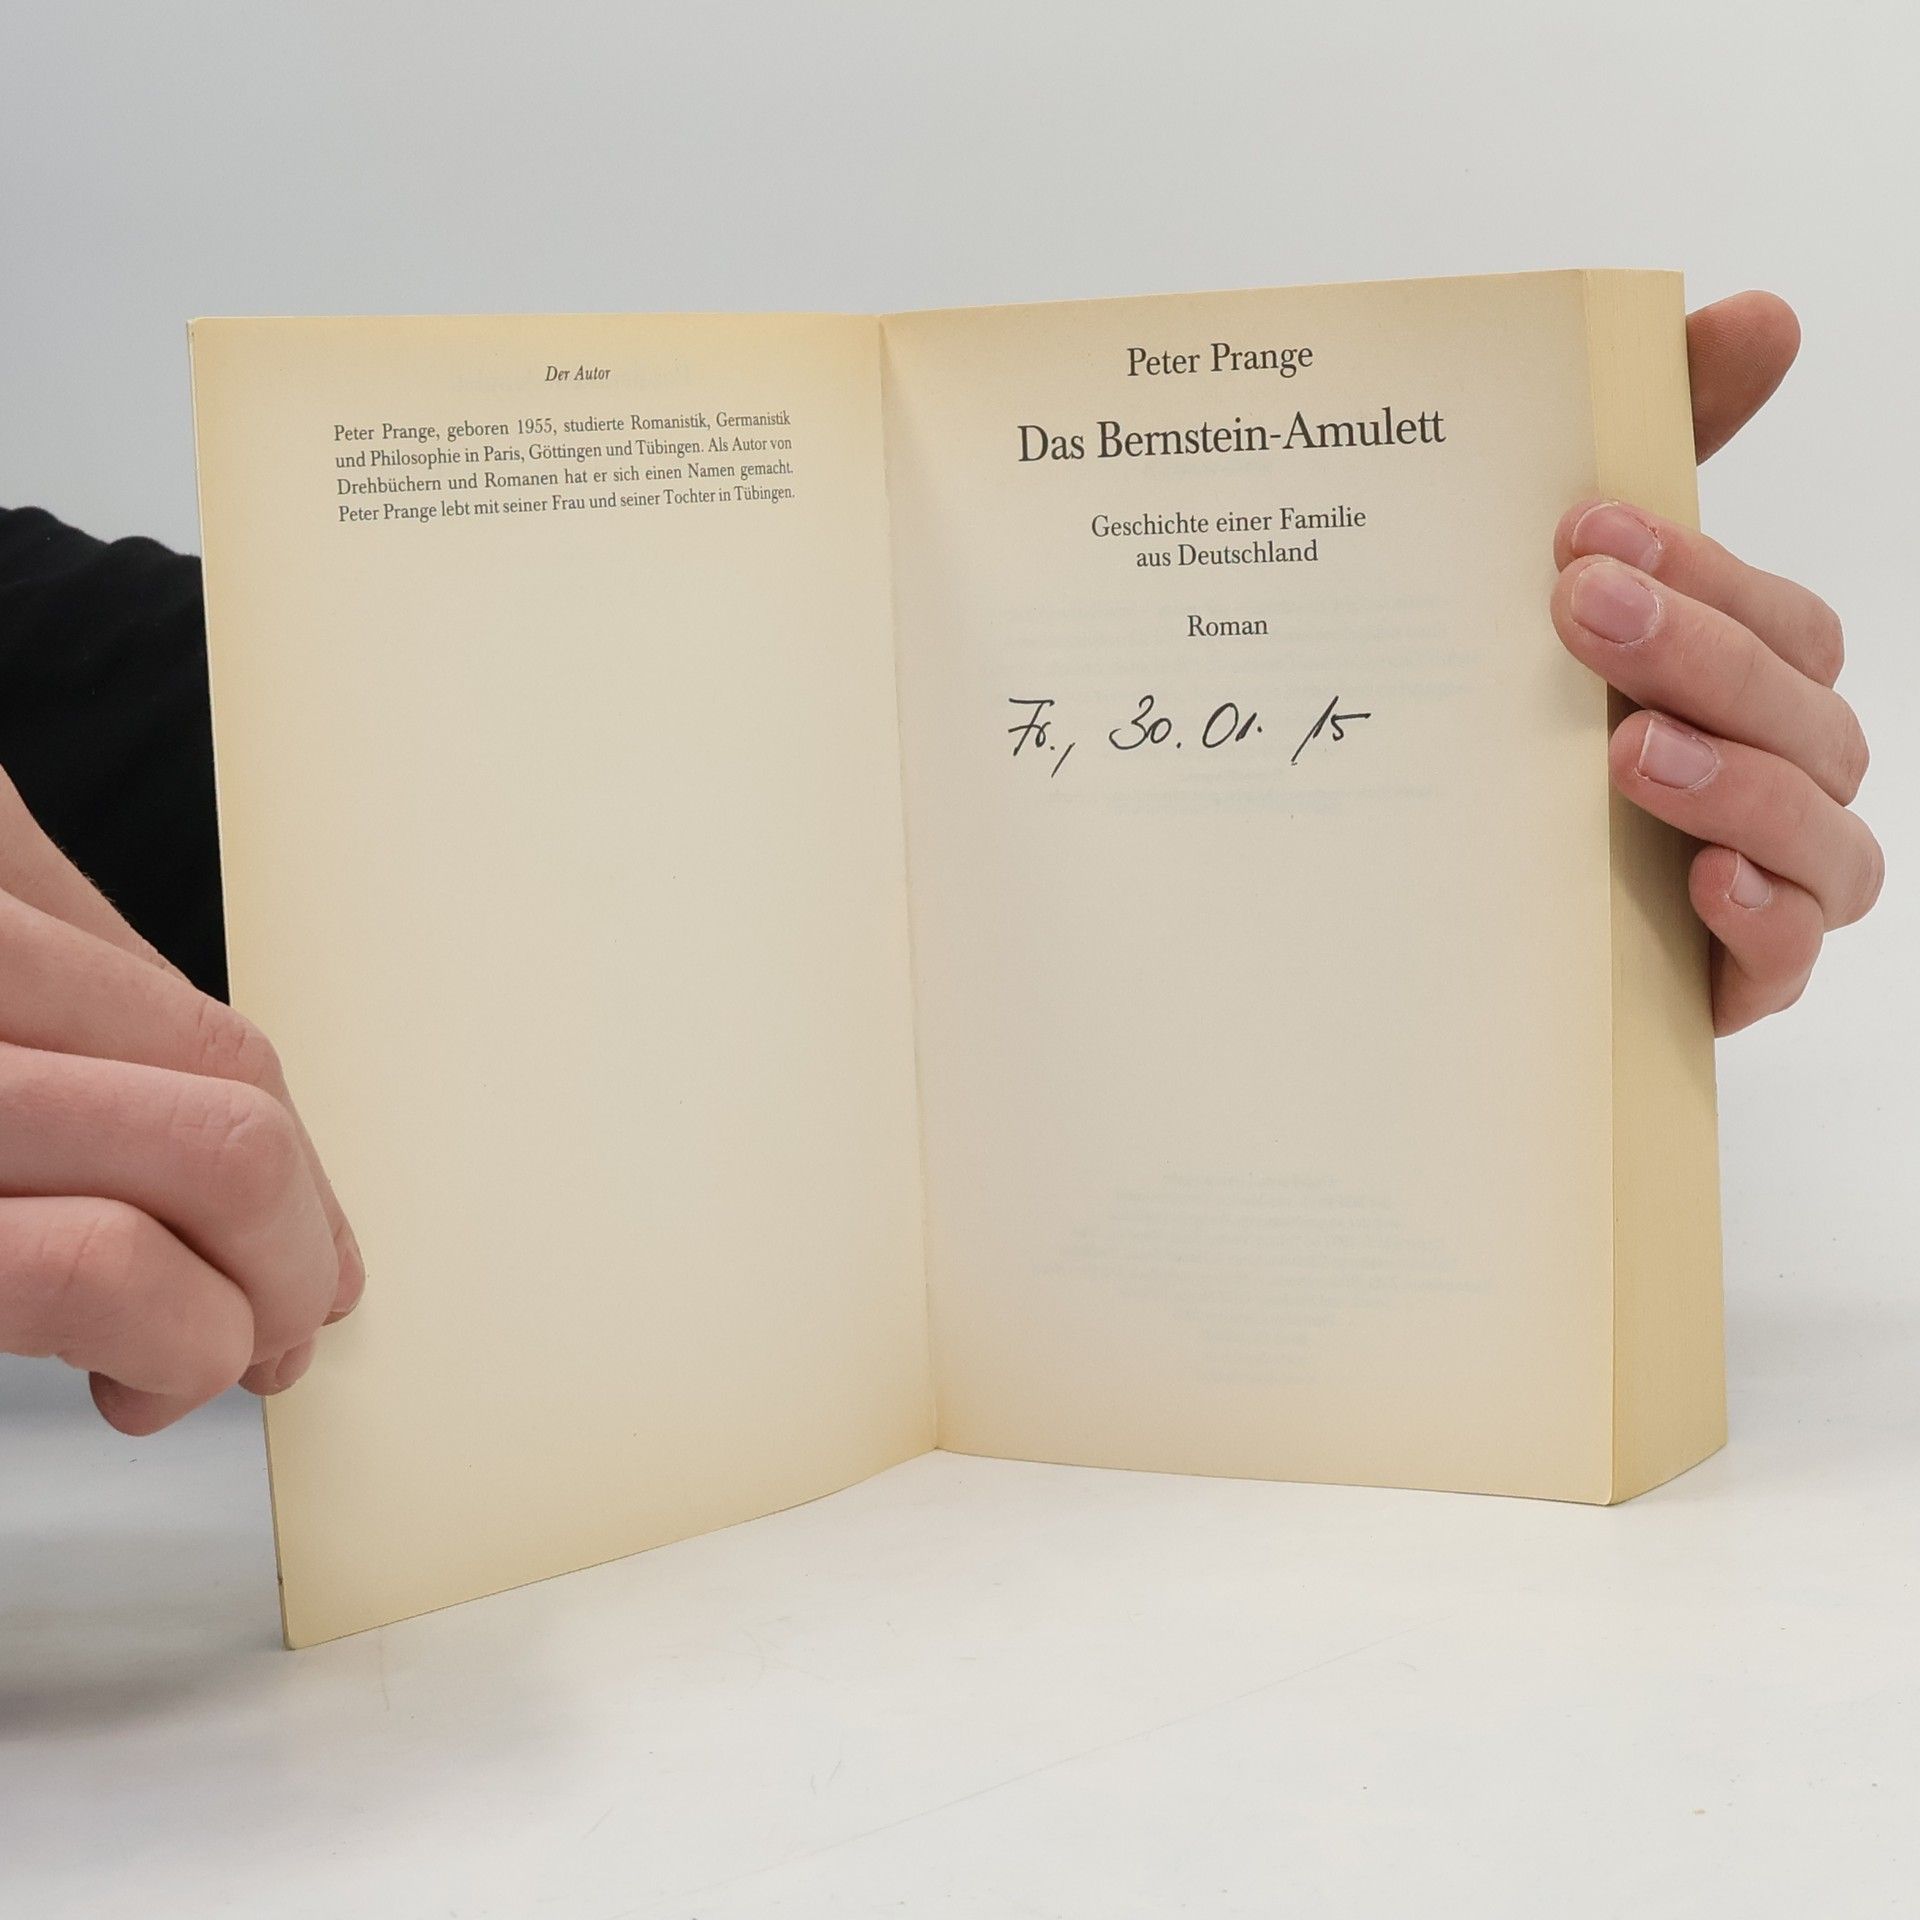 Der Autor
Peter Prange, geboren 1955, studierte Romanistik, Germanistik
und Philosophie in Paris, Göttingen und Tübingen. Als Autor von
Drehbüchern und Romanen hat er sich einen Namen gemacht.
Peter Prange lebt mit seiner Frau und seiner Tochter in Tübingen.
Peter Prange
Das Bernstein-Amulett
Geschichte einer Familie
aus Deutschland
Roman
Fr., 30. 01. /15